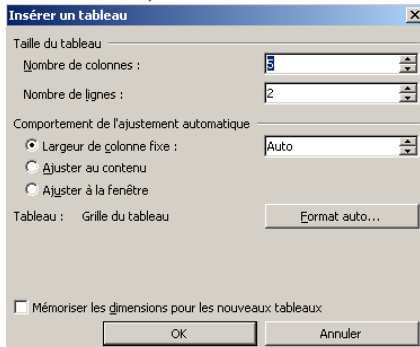 Insérer un tableau
Taille du tableau
Nombre de colonnes : 5
Nombre de lignes : 2
Comportement de l'ajustement automatique
Largeur de colonne fixe : Auto
Ajuster au contenu
Ajuster à la fenêtre
Tableau : Grille du tableau Format auto...
Mémoriser les dimensions pour les nouveaux tableaux
OK Annuler